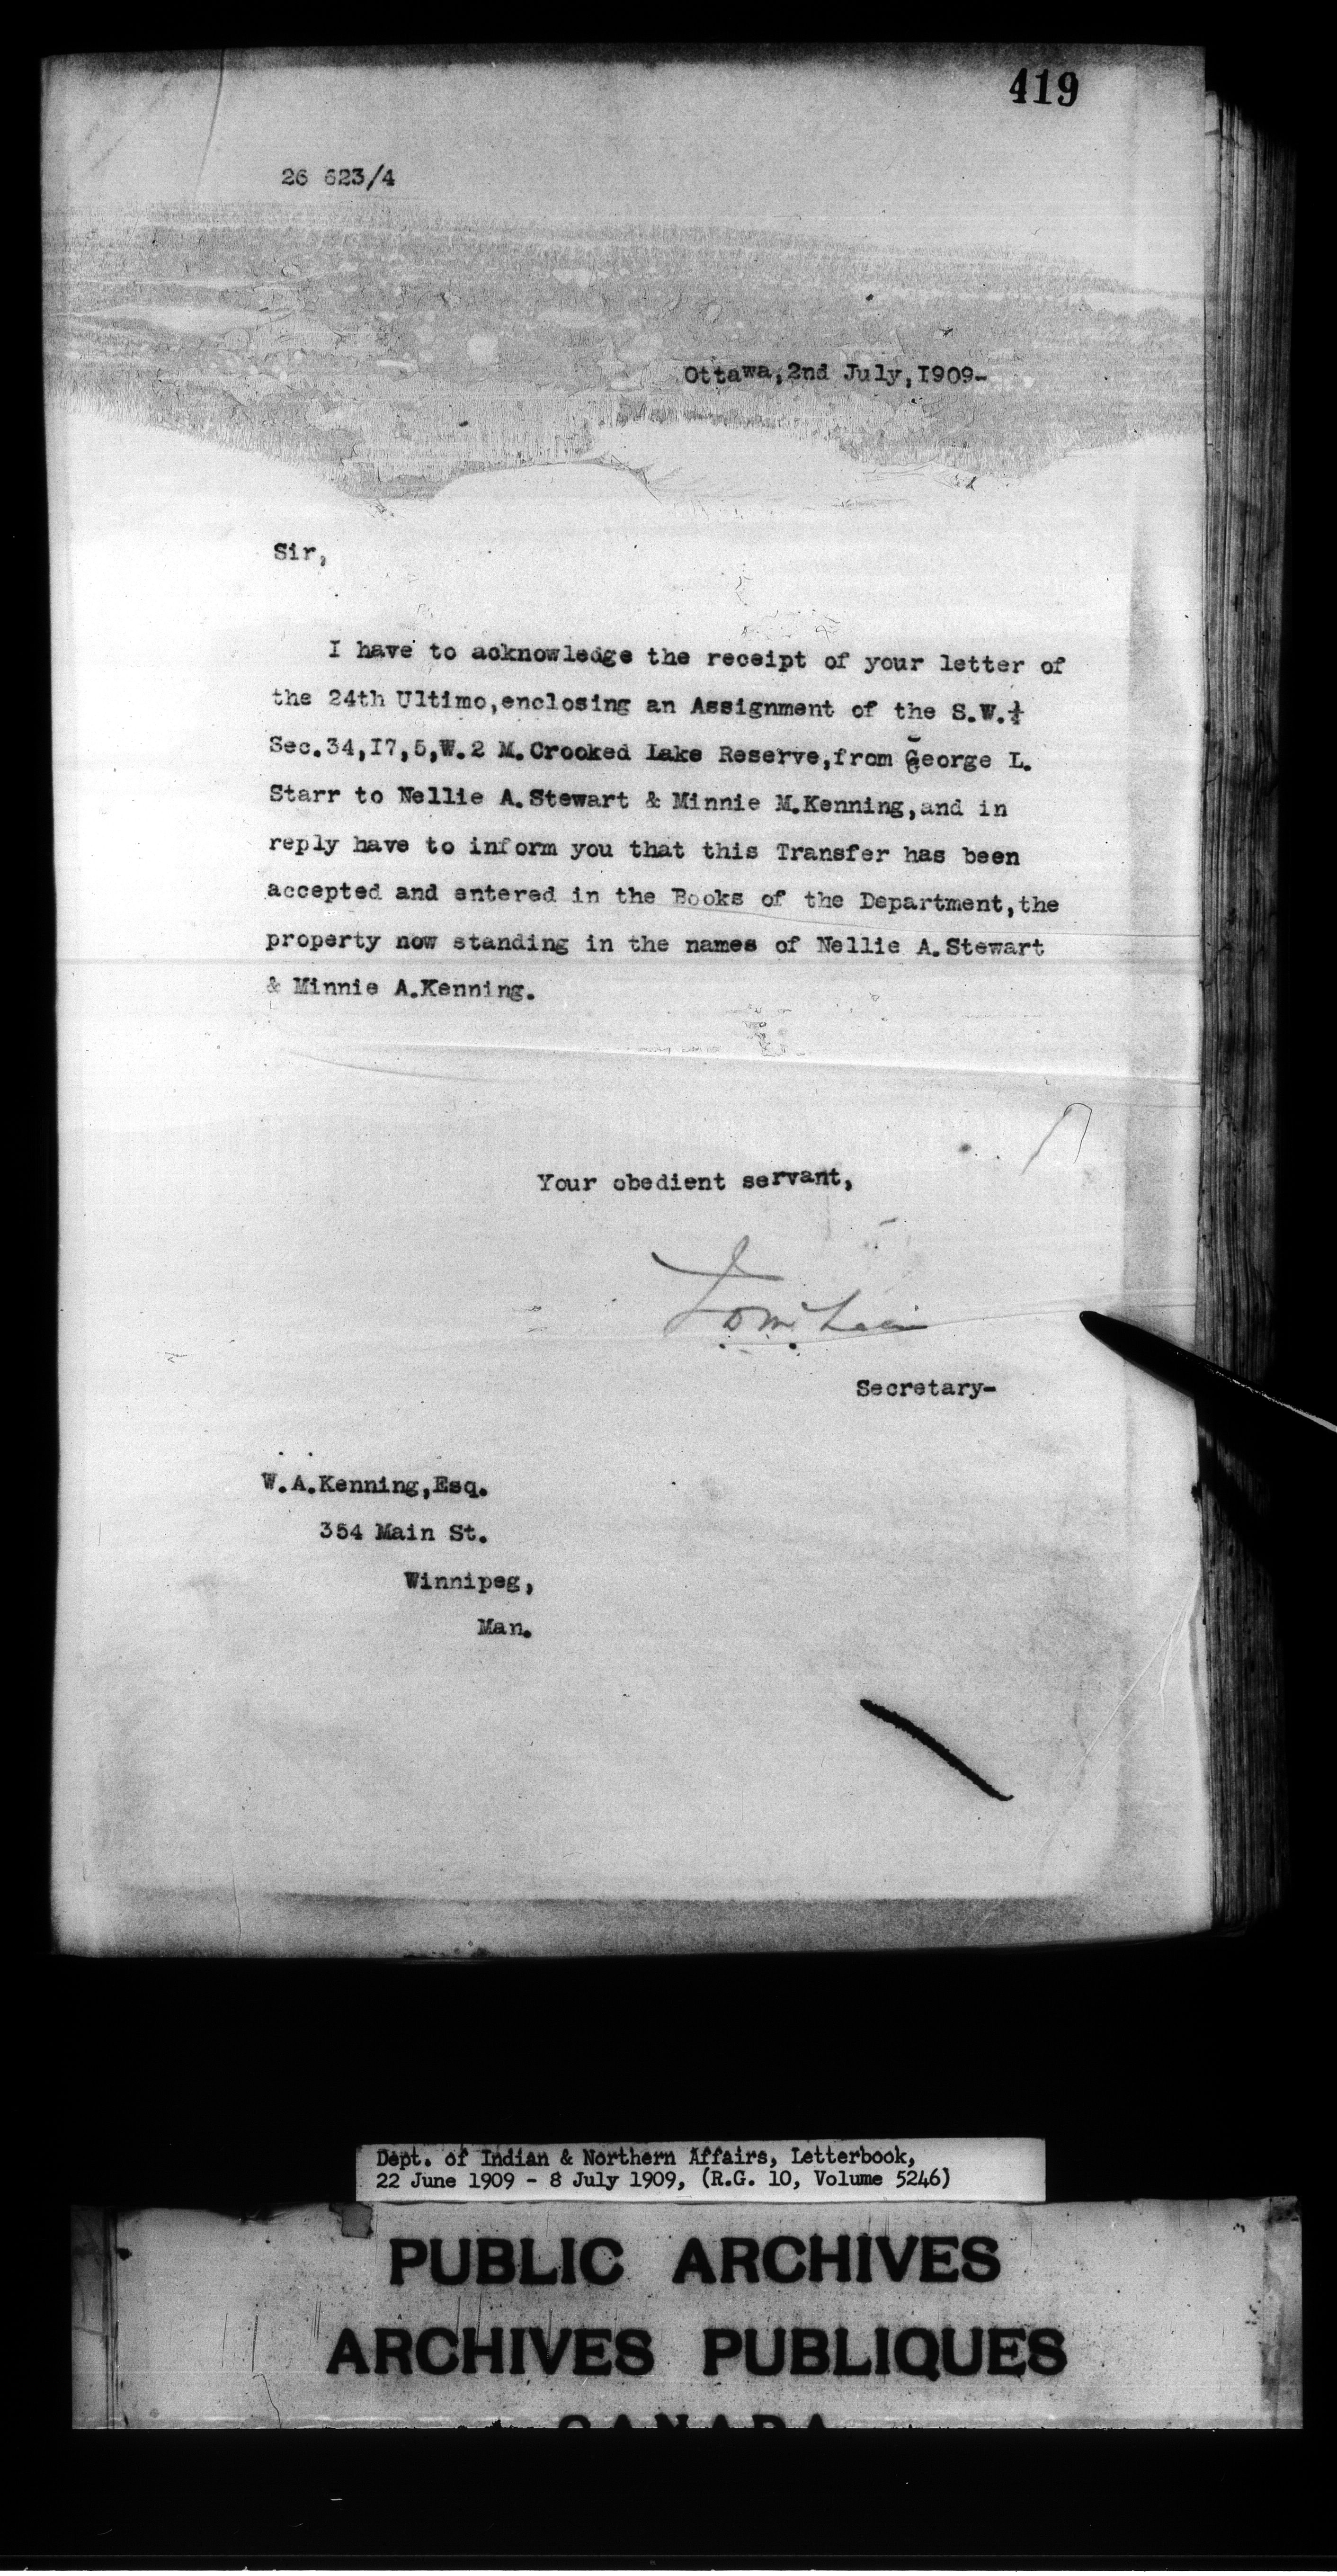 419
26 623/4
Ottawa,2nd July,1909-
Sir,
I have to acknowledge the receipt of your letter of
the 24th Ultimo,enclosing an Assignment of the S.W.¼
Sec.34,17,5,W.2 M.Crooked Lake Reserve,from George L.
Starr to Nellie A.Stewart & Minnie M.Kenning,and in
reply have to inform you that this Transfer has been
accepted and entered in the Books of the Department,the
property now standing in the names of Nellie A.Stewart
& Minnie A.Kenning.
Your obedient servant,
Secretary-
W.A.Kenning,Esq.
354 Main St.
Winnipeg,
Man.
Dept. of Indian & Northern Affairs, Letterbook,
22 June 1909 - 8 July 1909, (R.G. 10, Volume 5246)
PUBLIC ARCHIVES
ARCHIVES PUBLIQUES
CANADA